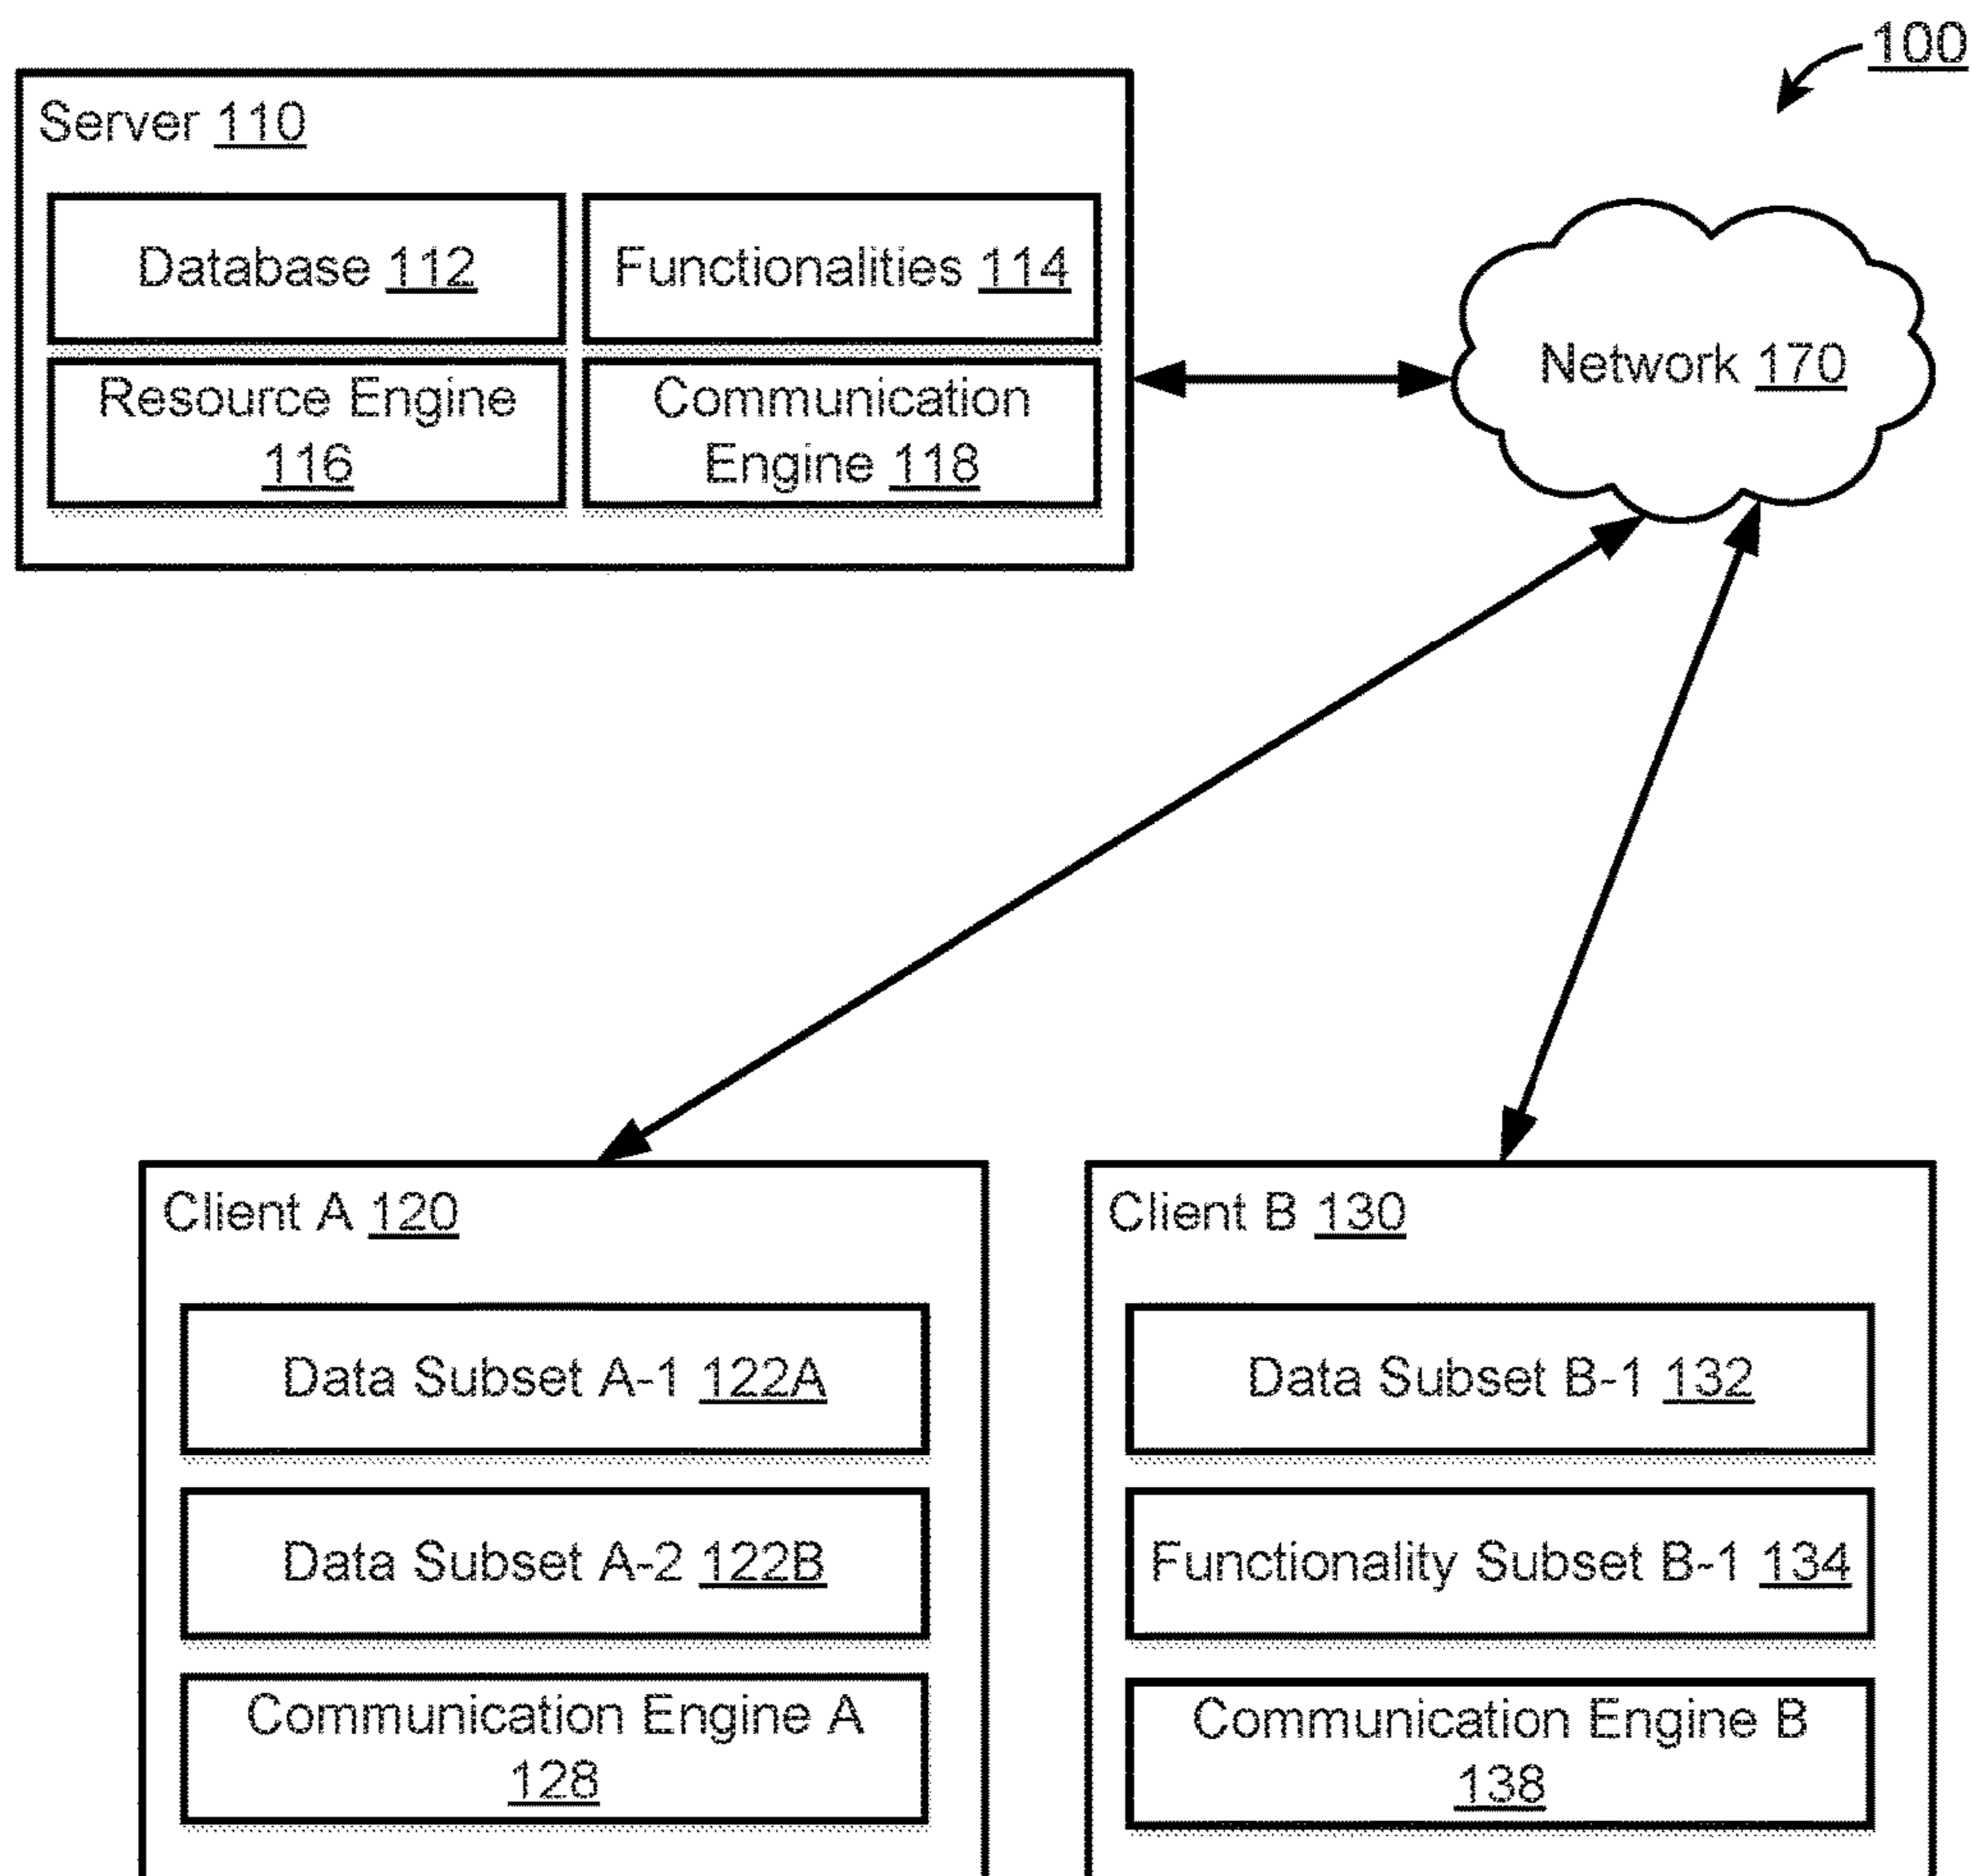 100
Server 110
Database 112
Functionalities 114
Resource Engine
116
Communication
Engine 118
Network 170
Client A 120
Data Subset A-1 122A
Data Subset A-2 122B
Communication Engine A
128
Client B 130
Data Subset B-1 132
Functionality Subset B-1 134
Communication Engine B
138